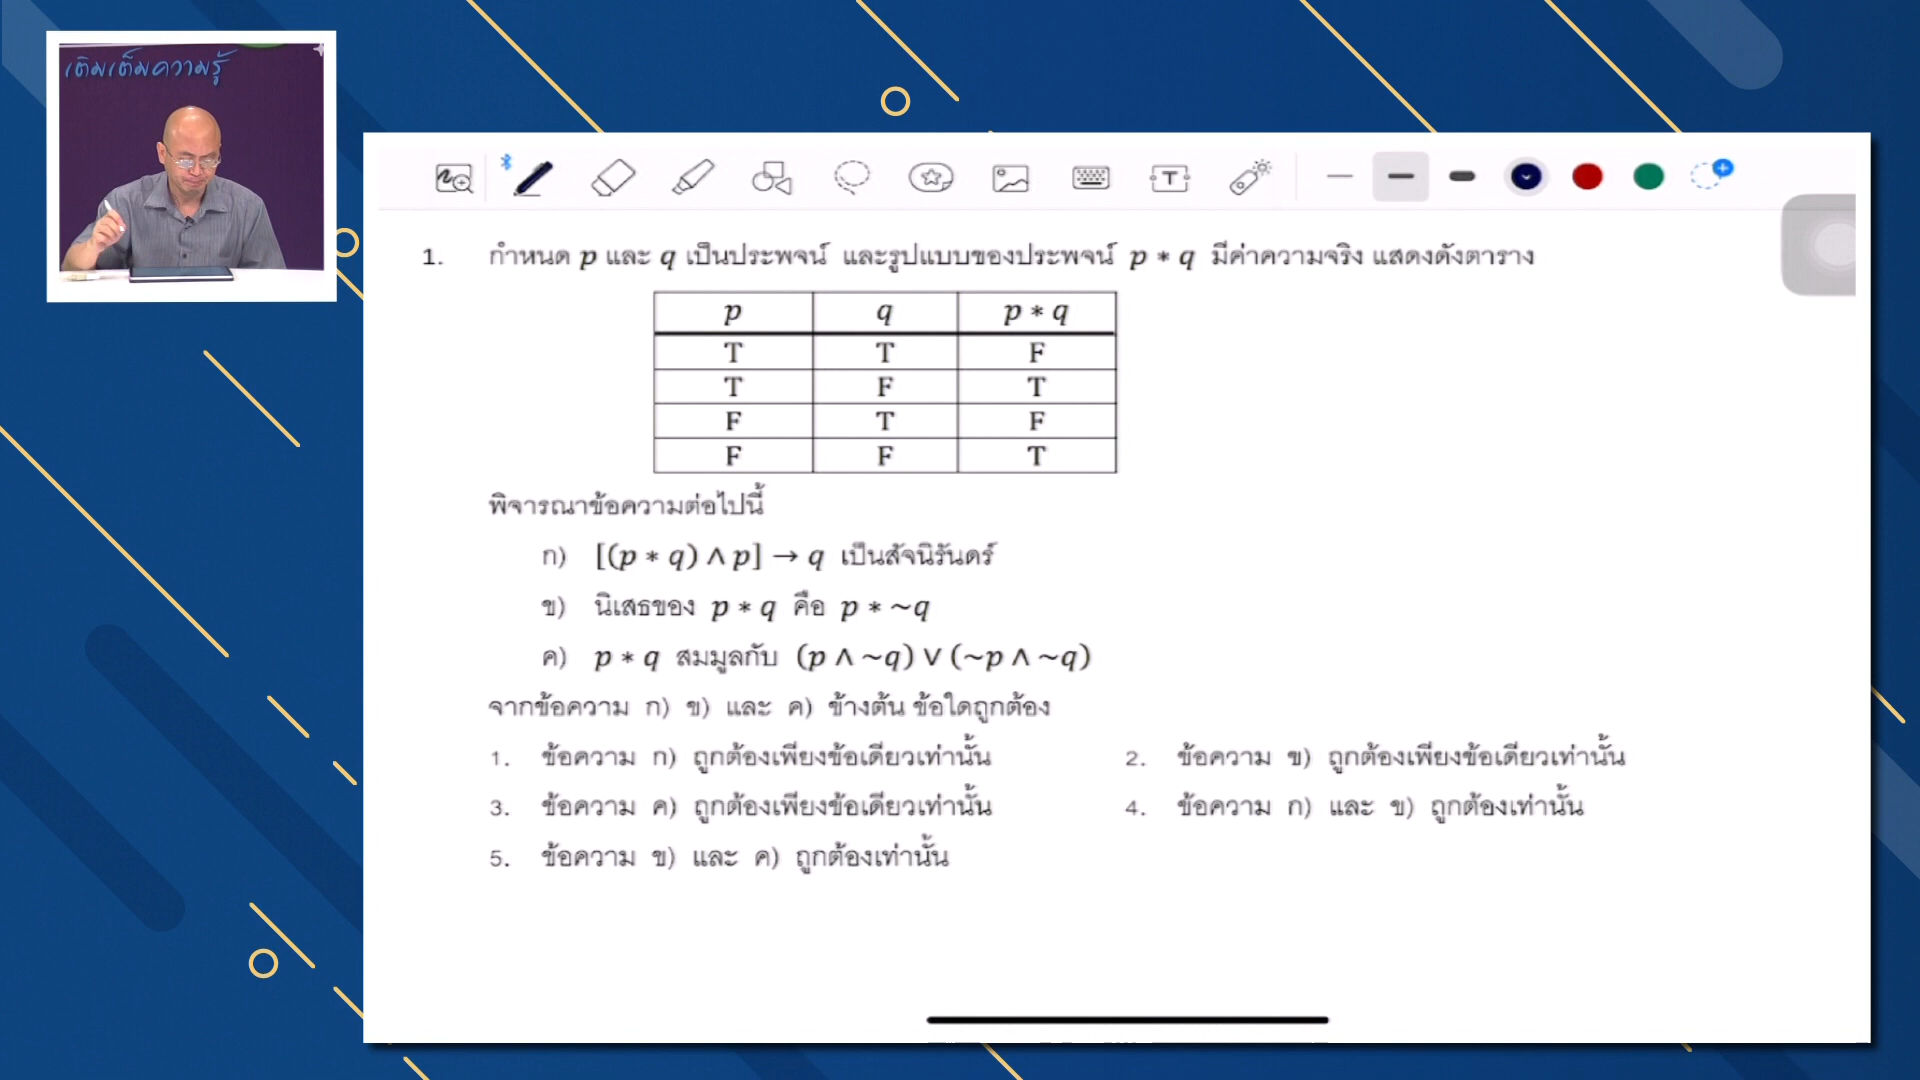 เติมเต็มความรู้
1. กำหนด p และ q เป็นประพจน์ และรูปแบบของประพจน์ p * q มีค่าความจริง แสดงดังตาราง
p q p * q
T T F
T F T
F T F
F F T
พิจารณาข้อความต่อไปนี้
ก) [(p * q) ∧ p] → q เป็นสัจนิรันดร์
ข) นิเสธของ p * q คือ p * ~q
ค) p * q สมมูลกับ (p ∧ ~q) ∨ (~p ∧ ~q)
จากข้อความ ก) ข) และ ค) ข้างต้น ข้อใดถูกต้อง
1. ข้อความ ก) ถูกต้องเพียงข้อเดียวเท่านั้น 2. ข้อความ ข) ถูกต้องเพียงข้อเดียวเท่านั้น
3. ข้อความ ค) ถูกต้องเพียงข้อเดียวเท่านั้น 4. ข้อความ ก) และ ข) ถูกต้องเท่านั้น
5. ข้อความ ข) และ ค) ถูกต้องเท่านั้น